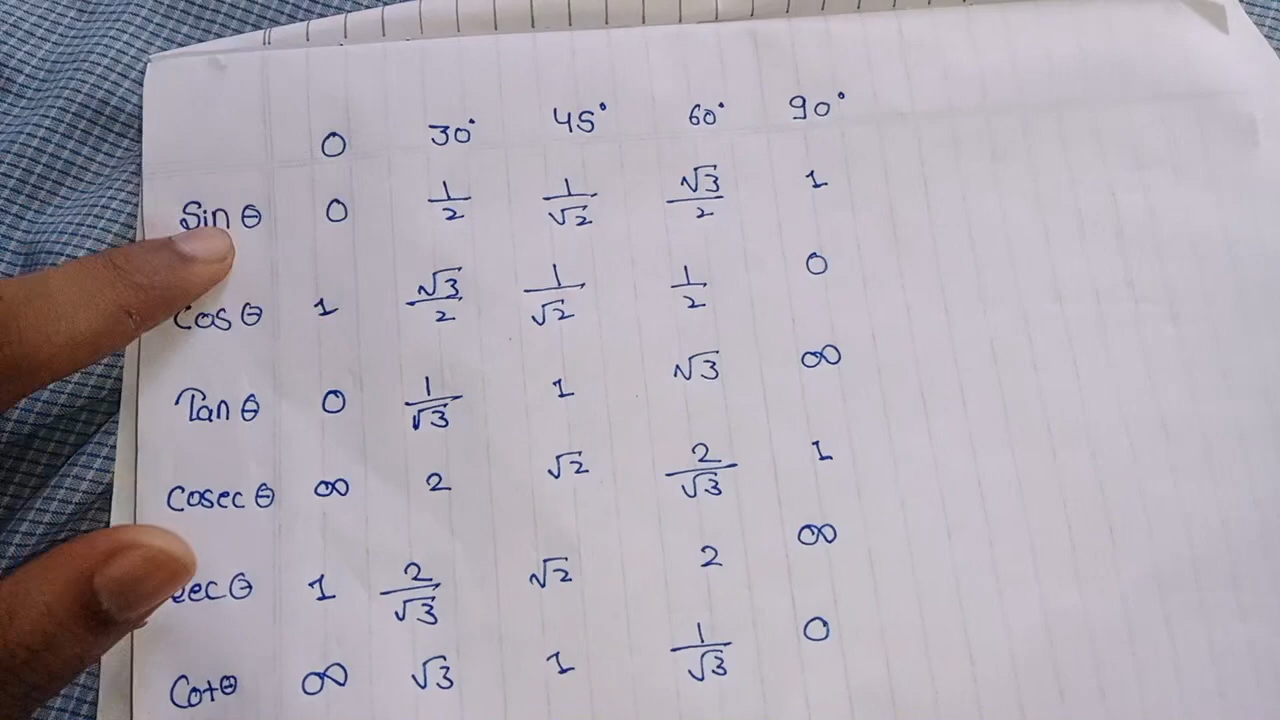 0 30° 45° 60° 90°
Sin θ 0 1/2 1/√2 √3/2 1
Cos θ 1 √3/2 1/√2 1/2 0
Tan θ 0 1/√3 1 √3 ∞
Cosec θ ∞ 2 √2 2/√3 1
Sec θ 1 2/√3 √2 2 ∞
Cot θ ∞ √3 1 1/√3 0